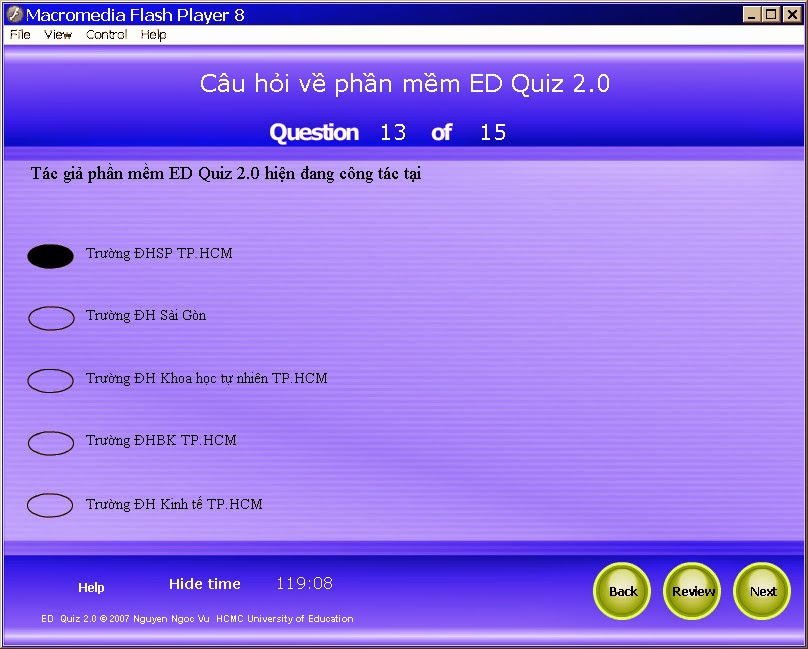 Macromedia Flash Player 8
File View Control Help
Câu hỏi về phần mềm ED Quiz 2.0
Question 13 of 15
Tác giả phần mềm ED Quiz 2.0 hiện đang công tác tại
Trường ĐHSP TP.HCM
Trường ĐH Sài Gòn
Trường ĐH Khoa học tự nhiên TP.HCM
Trường ĐHBK TP.HCM
Trường ĐH Kinh tế TP.HCM
Help Hide time 119:08 Back Review Next
ED Quiz 2.0 © 2007 Nguyen Ngoc Vu HCMC University of Education